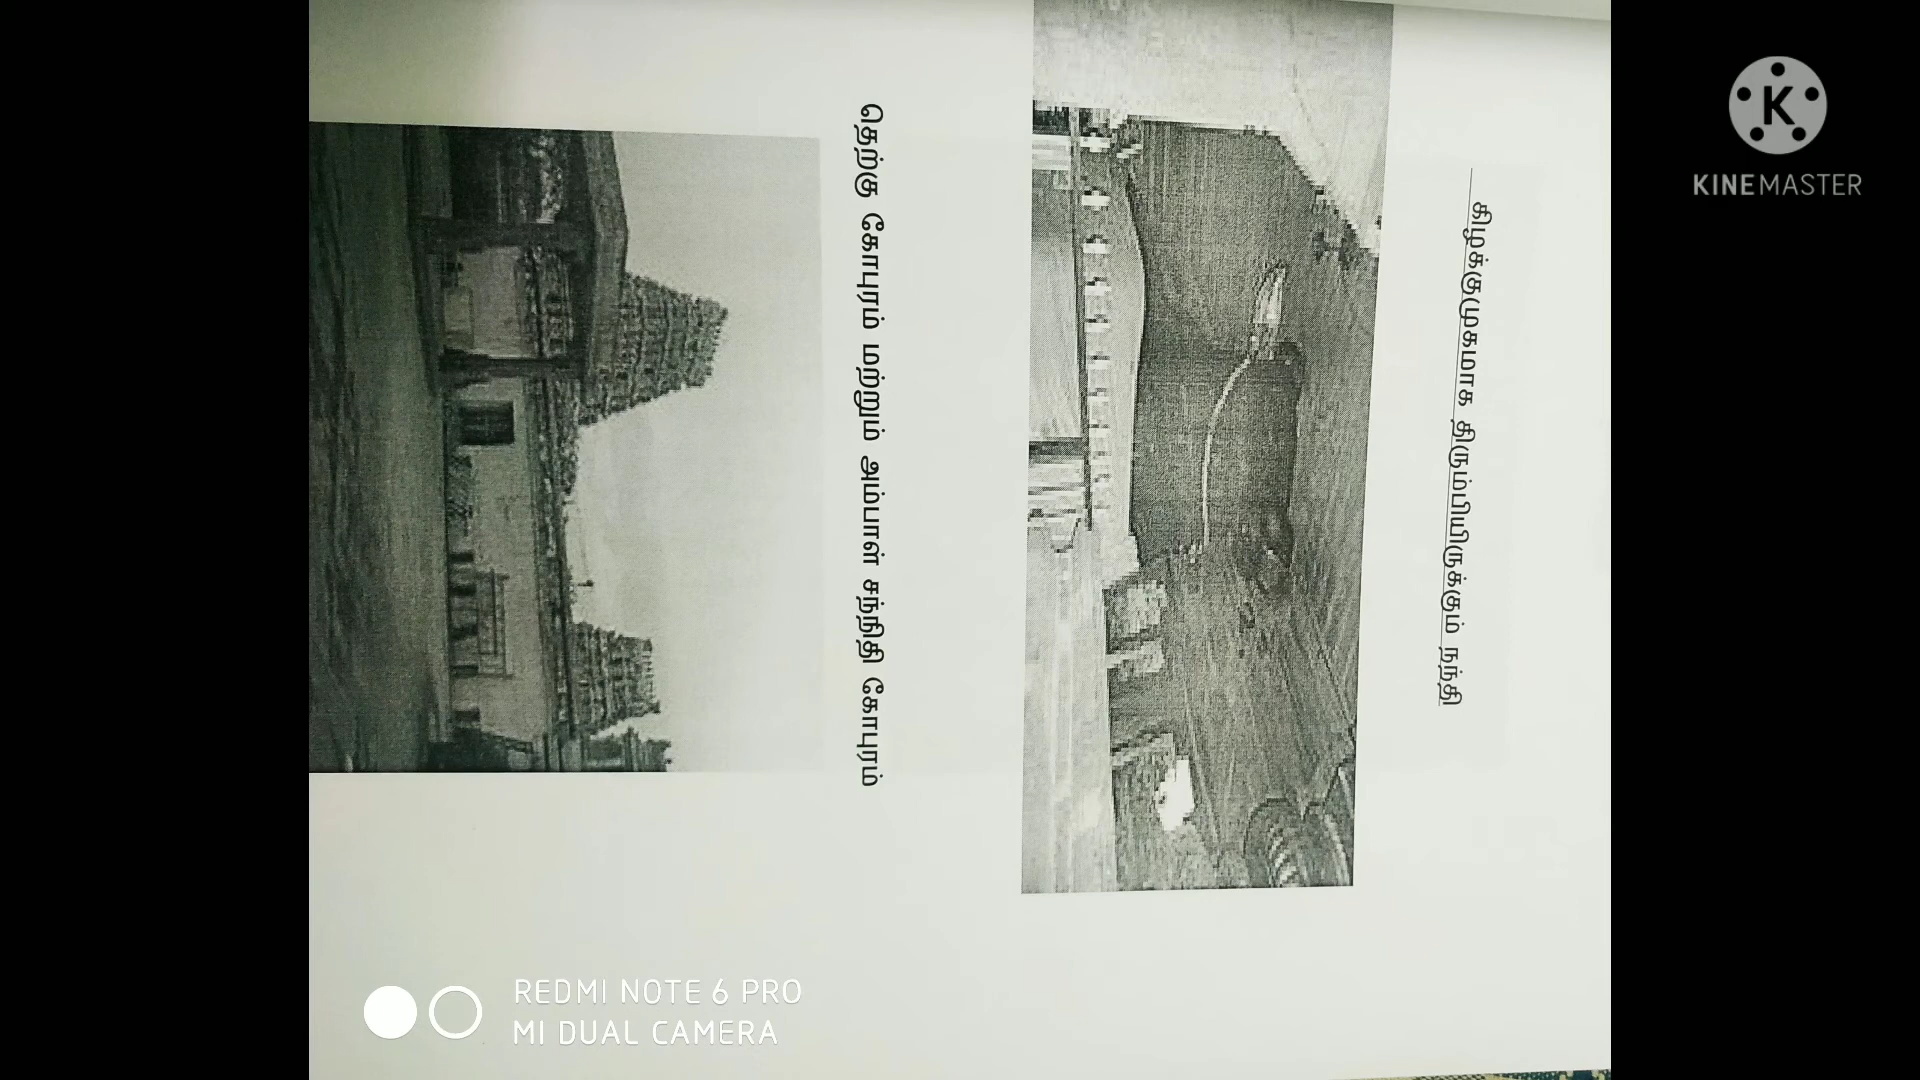 கிழக்குமுகமாக திரும்பியிருக்கும் நந்தி
தெற்கு கோபுரம் மற்றும் அம்பாள் சந்நிதி கோபுரம்
KINEMASTER
REDMI NOTE 6 PRO
MI DUAL CAMERA